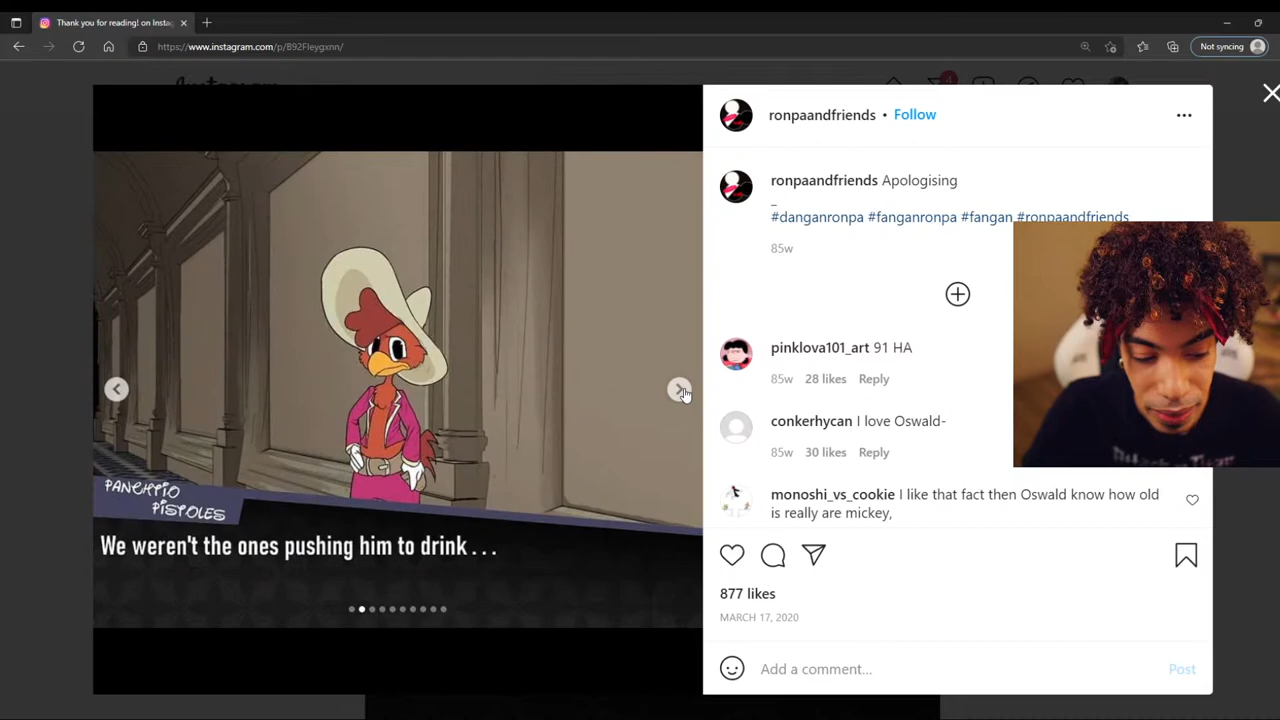 Thank you for reading! on Insta
https://www.instagram.com/p/B92Fleygxnn/
Not syncing
Instagram
4
ronpaandfriends • Follow
ronpaandfriends Apologising
_
#danganronpa #fanganronpa #fangan #ronpaandfriends
85w
pinklova101_art 91 HA
85w 28 likes Reply
conkerhycan I love Oswald-
85w 30 likes Reply
monoshi_vs_cookie I like that fact then Oswald know how old
is really are mickey,
PANCHITO
PISTOLES
We weren't the ones pushing him to drink...
877 likes
MARCH 17, 2020
Add a comment...
Post